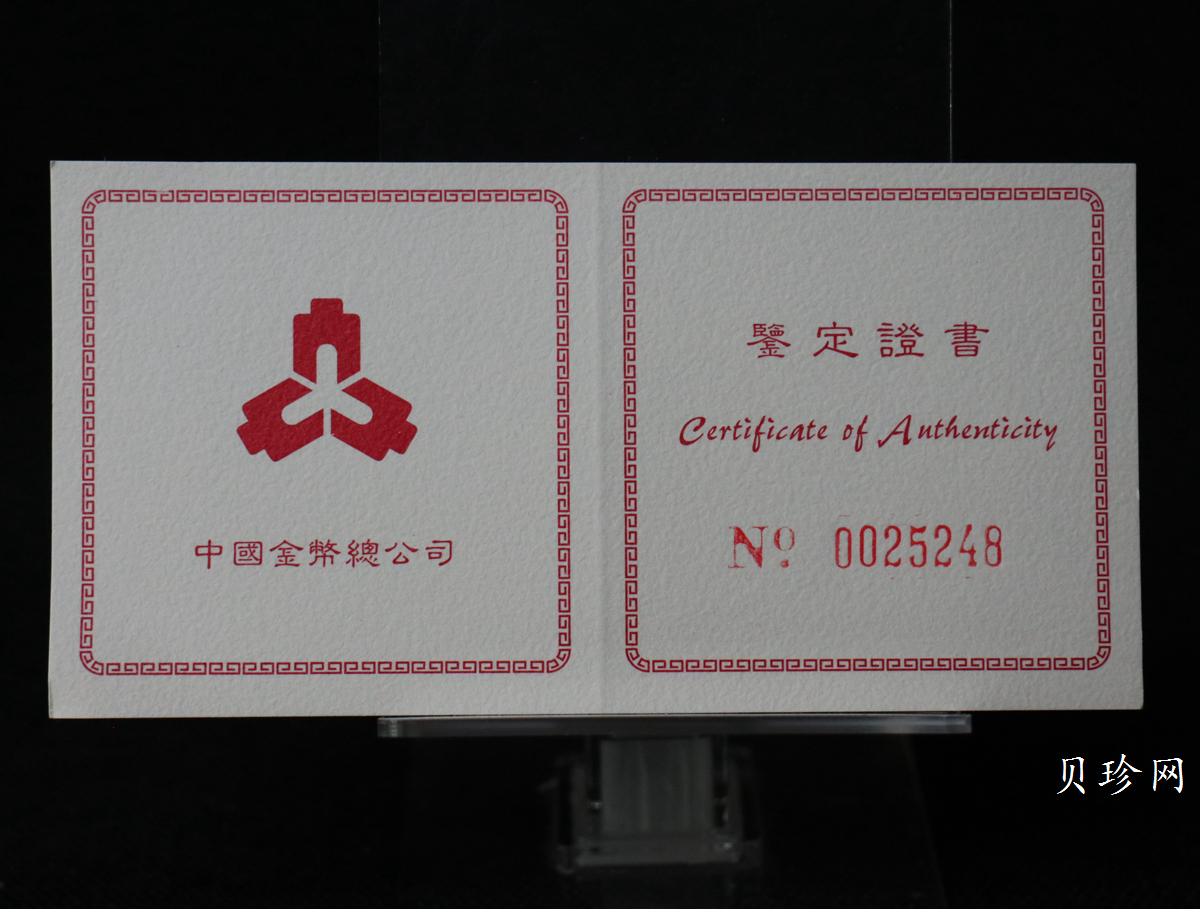 中國金幣總公司
鑒定證書
Certificate of Authenticity
Nº 0025248
贝珍网